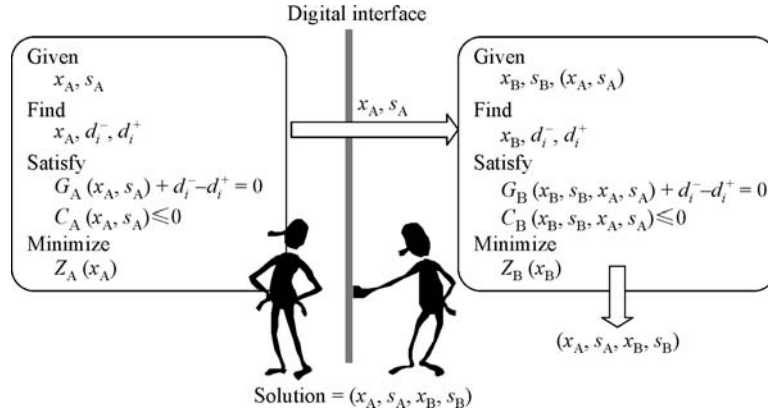 Digital interface
Given
x_A, s_A
Find
x_A, d_i^-, d_i^+
Satisfy
G_A (x_A, s_A) + d_i^- – d_i^+ = 0
C_A (x_A, s_A) ≤ 0
Minimize
Z_A (x_A)
x_A, s_A
Given
x_B, s_B, (x_A, s_A)
Find
x_B, d_i^-, d_i^+
Satisfy
G_B (x_B, s_B, x_A, s_A) + d_i^- – d_i^+ = 0
C_B (x_B, s_B, x_A, s_A) ≤ 0
Minimize
Z_B (x_B)
(x_A, s_A, x_B, s_B)
Solution = (x_A, s_A, x_B, s_B)